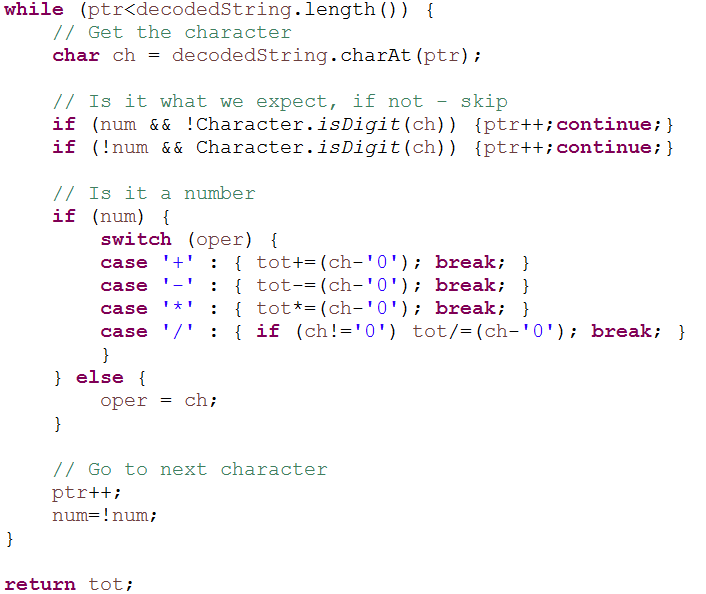 while (ptr<decodedString.length()) {
    // Get the character
    char ch = decodedString.charAt(ptr);

    // Is it what we expect, if not - skip
    if (num && !Character.isDigit(ch)) {ptr++;continue;}
    if (!num && Character.isDigit(ch)) {ptr++;continue;}

    // Is it a number
    if (num) {
        switch (oper) {
        case '+' : { tot+=(ch-'0'); break; }
        case '-' : { tot-=(ch-'0'); break; }
        case '*' : { tot*=(ch-'0'); break; }
        case '/' : { if (ch!='0') tot/=(ch-'0'); break; }
        }
    } else {
        oper = ch;
    }

    // Go to next character
    ptr++;
    num=!num;
}

return tot;